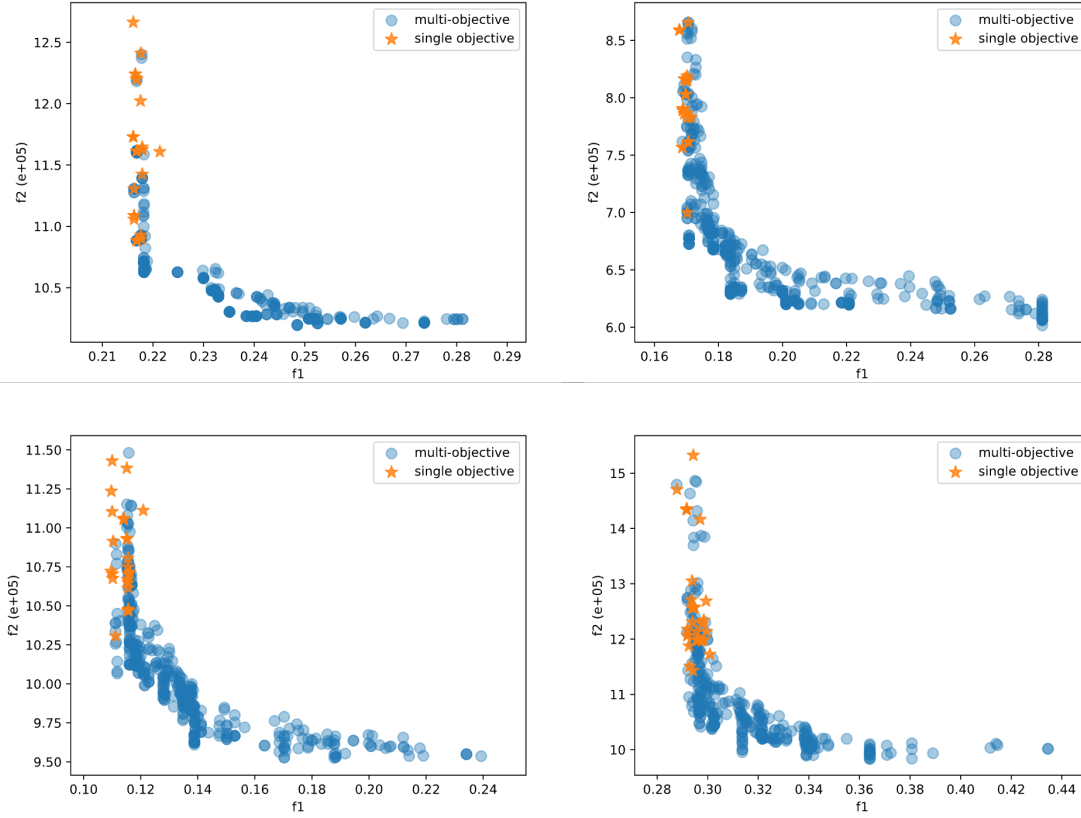 12.5
12.0
11.5
11.0
10.5
f2 (e+05)
multi-objective
single objective
0.21 0.22 0.23 0.24 0.25 0.26 0.27 0.28 0.29
f1
8.5
8.0
7.5
7.0
6.5
6.0
f2 (e+05)
multi-objective
single objective
0.16 0.18 0.20 0.22 0.24 0.26 0.28
f1
11.50
11.25
11.00
10.75
10.50
10.25
10.00
9.75
9.50
f2 (e+05)
multi-objective
single objective
0.10 0.12 0.14 0.16 0.18 0.20 0.22 0.24
f1
15
14
13
12
11
10
f2 (e+05)
multi-objective
single objective
0.28 0.30 0.32 0.34 0.36 0.38 0.40 0.42 0.44
f1